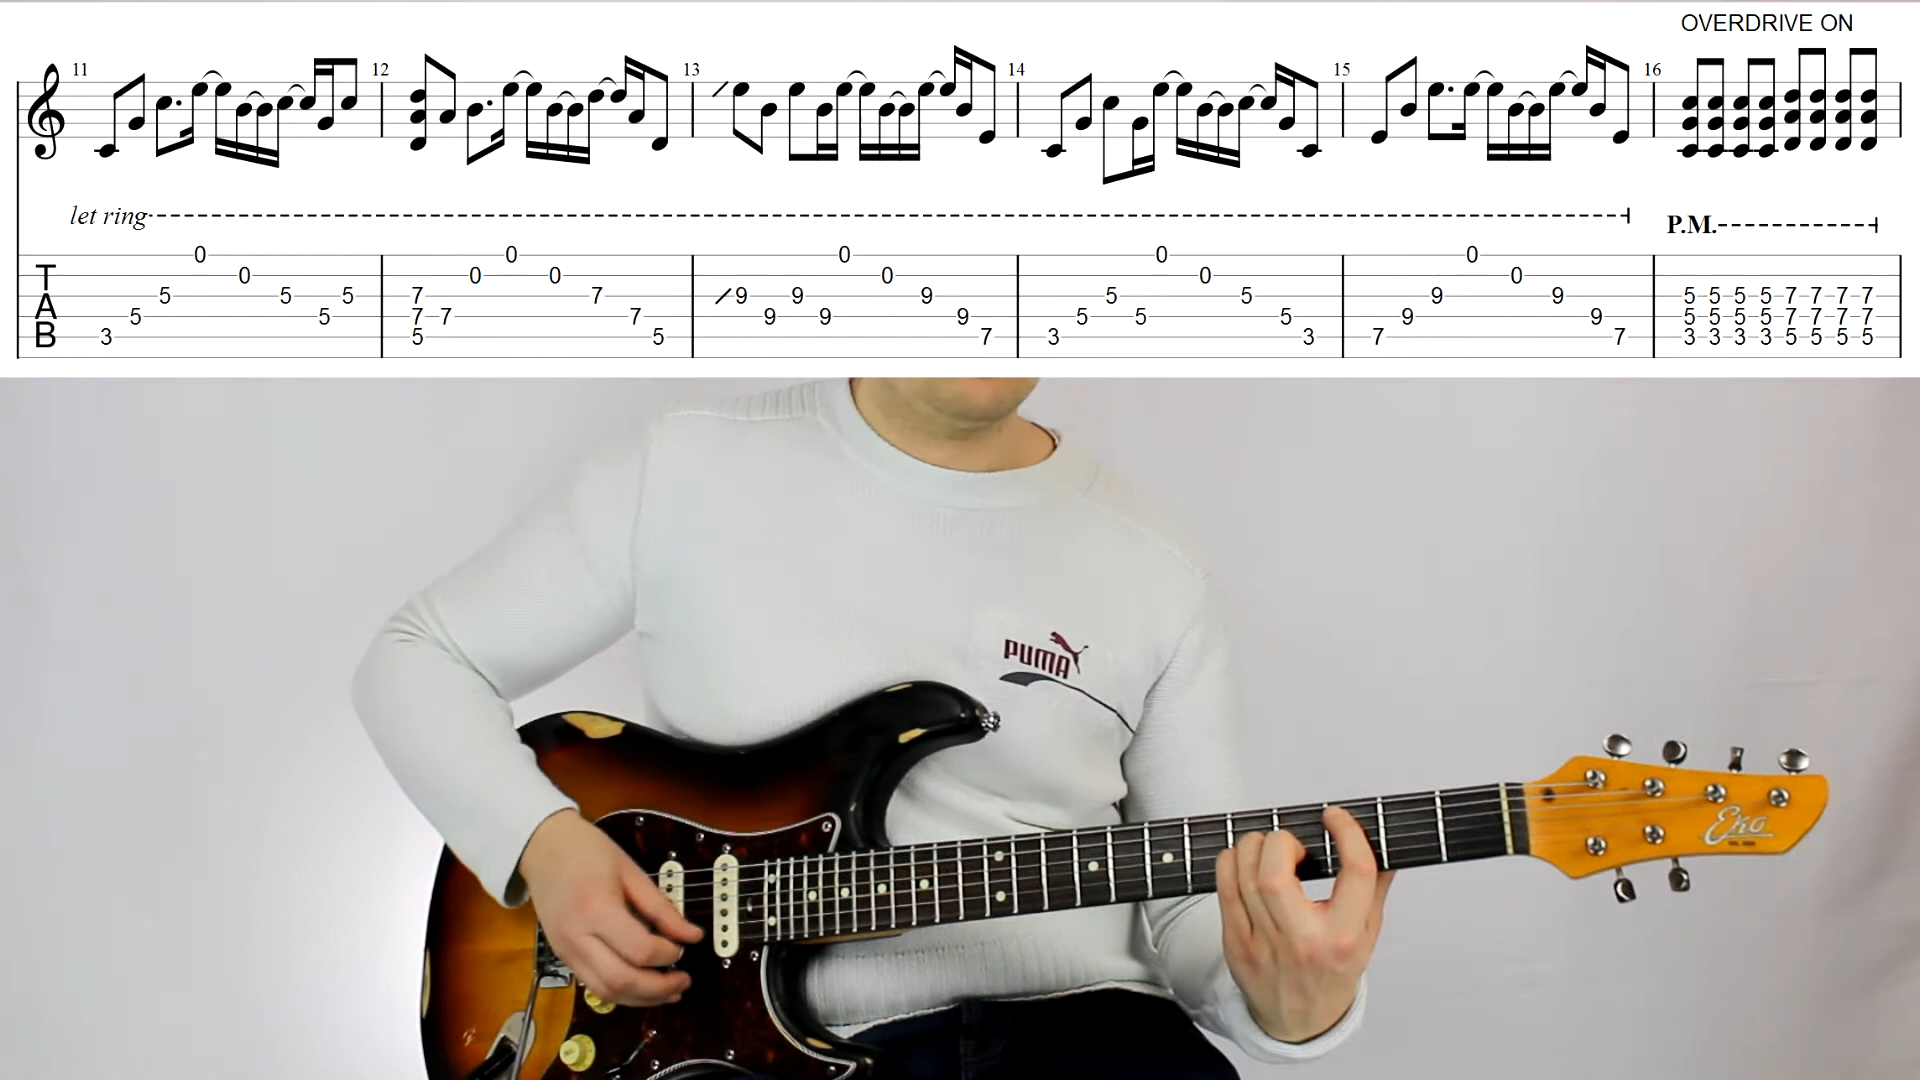 OVERDRIVE ON
11 12 13 14 15 16
let ring
P.M.
T
A
B
0 0 0 0 0
0 0 0 0 0 0
5 5 5 7 7 9 9 9 5 5 9 9 5 5 5 5 7 7 7 7
5 5 7 7 7 9 9 9 5 5 5 9 9 5 5 5 5 7 7 7 7
3 5 5 7 3 3 7 7 3 3 3 3 5 5 5 5
PUMA
Eko